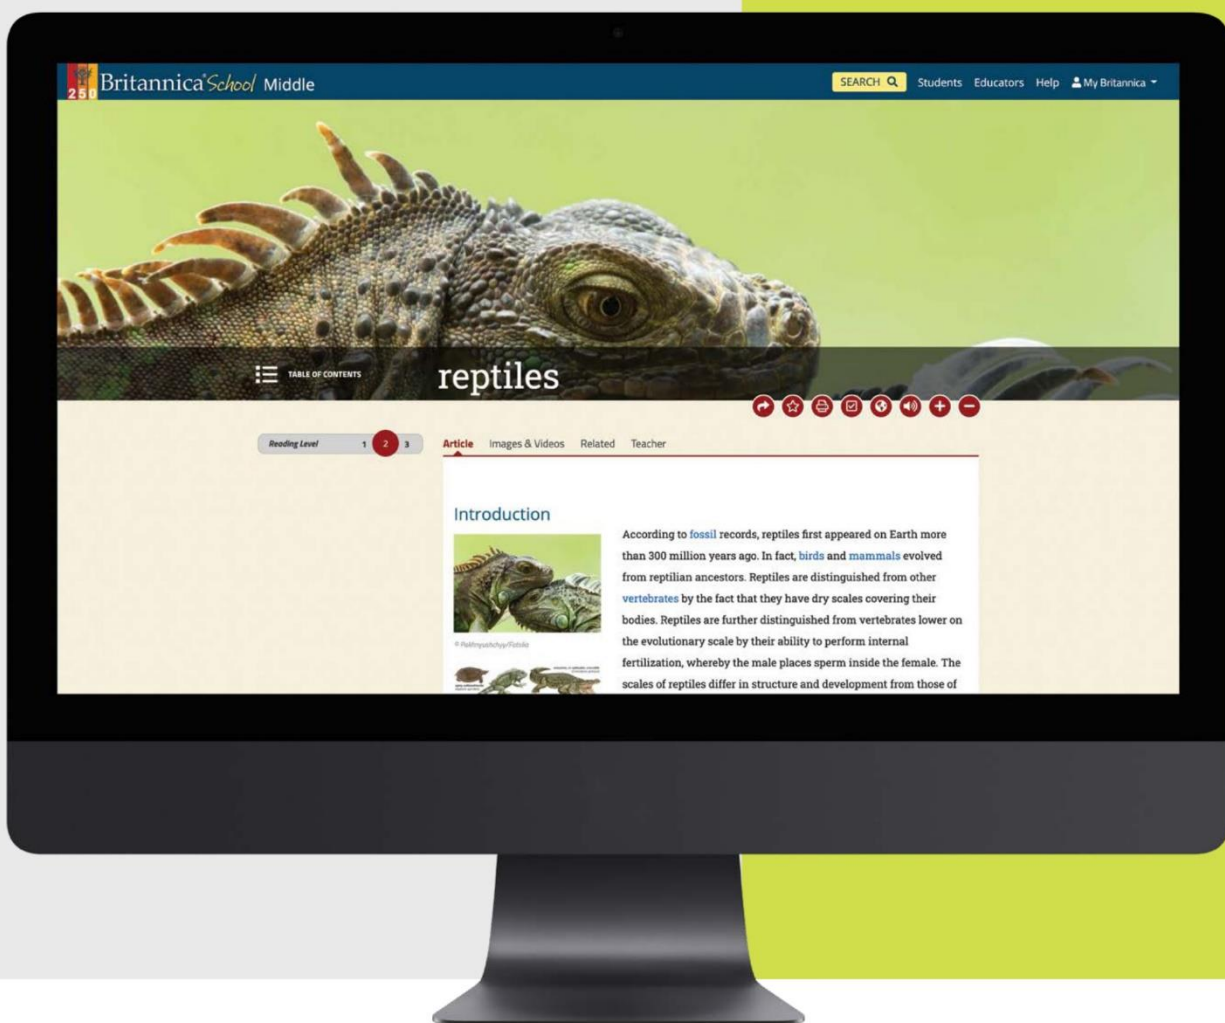 250
Britannica School Middle
SEARCH Students Educators Help My Britannica
TABLE OF CONTENTS
reptiles
Reading Level 1 2 3
Article Images & Videos Related Teacher
Introduction
According to fossil records, reptiles first appeared on Earth more
than 300 million years ago. In fact, birds and mammals evolved
from reptilian ancestors. Reptiles are distinguished from other
vertebrates by the fact that they have dry scales covering their
bodies. Reptiles are further distinguished from vertebrates lower on
the evolutionary scale by their ability to perform internal
fertilization, whereby the male places sperm inside the female. The
scales of reptiles differ in structure and development from those of